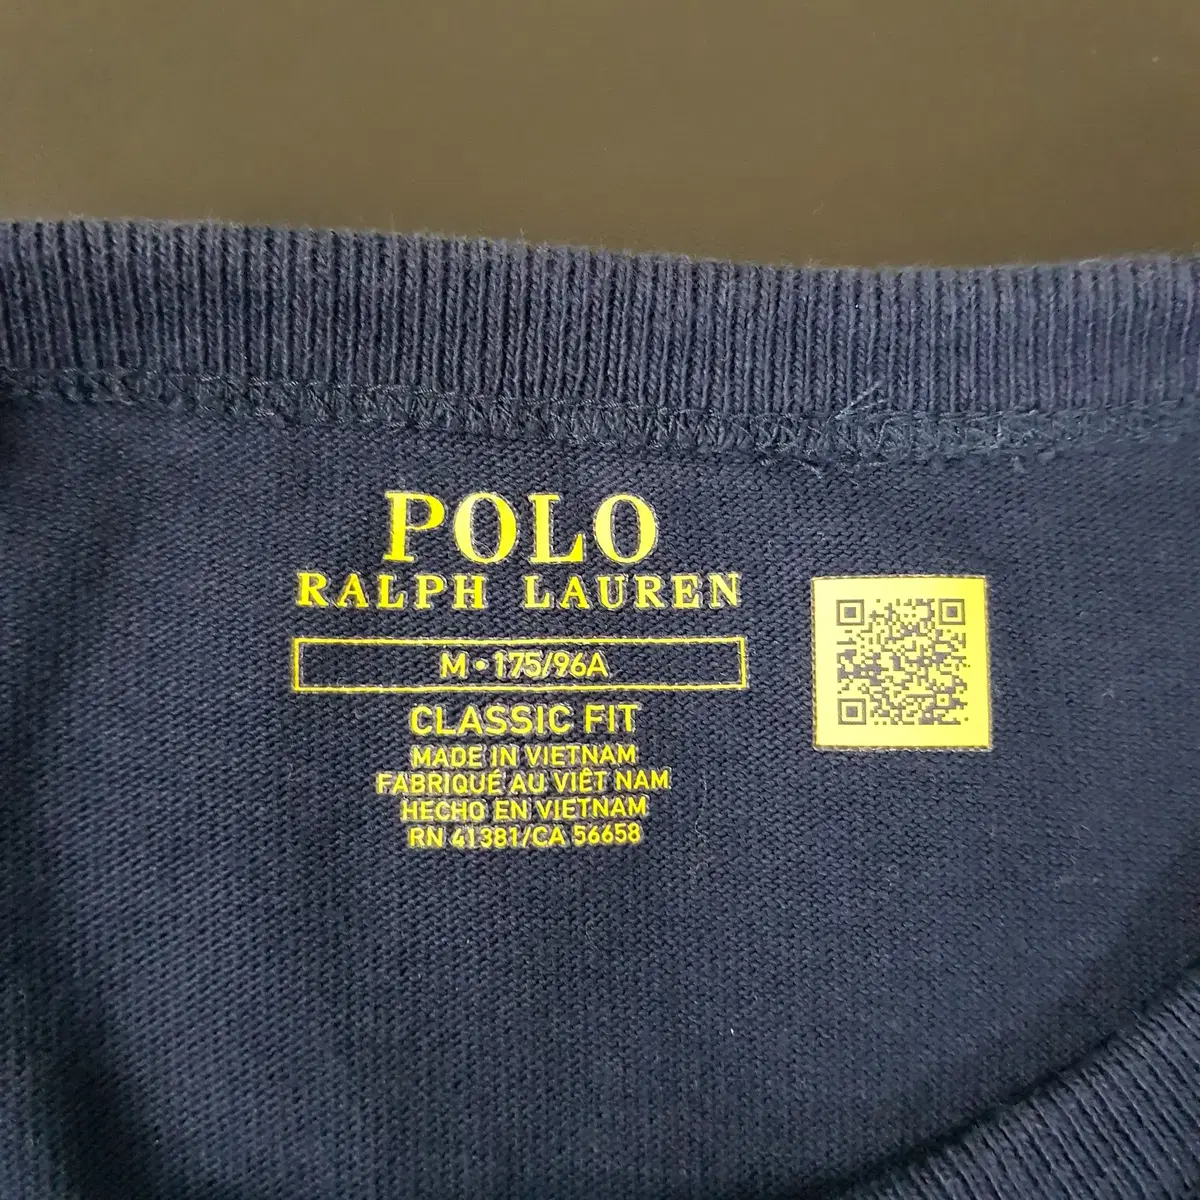 POLO
RALPH LAUREN
M • 175/96A
CLASSIC FIT
MADE IN VIETNAM
FABRIQUÉ AU VIÊT NAM
HECHO EN VIETNAM
RN 41381/CA 56658